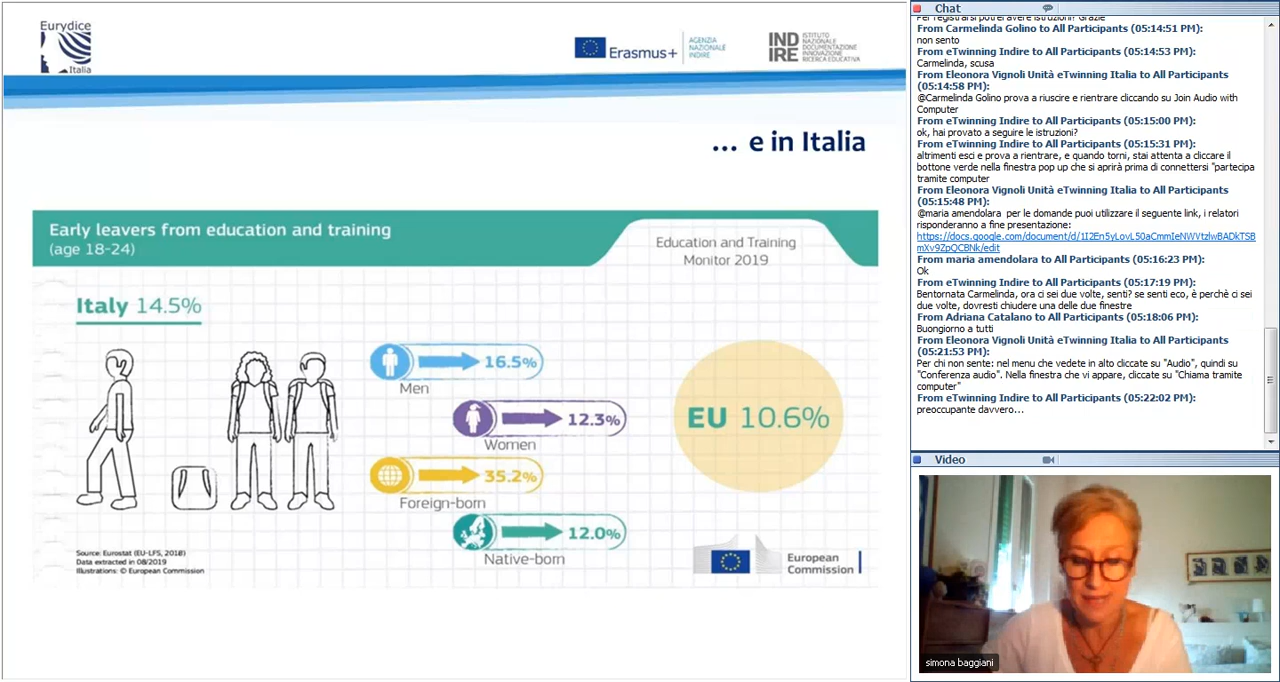 Eurydice
Italia
Erasmus+
AGENZIA
NAZIONALE
INDIRE
IND
IRE
ISTITUTO
NAZIONALE
DOCUMENTAZIONE
INNOVAZIONE
RICERCA EDUCATIVA
... e in Italia
Early leavers from education and training
(age 18-24)
Education and Training
Monitor 2019
Italy 14.5%
16.5%
Men
12.3%
Women
35.2%
Foreign-born
12.0%
Native-born
EU 10.6%
Source: Eurostat (EU-LFS, 2018)
Data extracted in 08/2019
Illustrations: © European Commission
European
Commission
Chat
Per registrarsi potrei avere istruzioni? Grazie
From Carmelinda Golino to All Participants (05:14:51 PM):
non sento
From eTwinning Indire to All Participants (05:14:53 PM):
Carmelinda, scusa
From Eleonora Vignoli Unità eTwinning Italia to All Participants
(05:14:58 PM):
@Carmelinda Golino prova a riuscire e rientrare cliccando su Join Audio with
Computer
From eTwinning Indire to All Participants (05:15:00 PM):
ok, hai provato a seguire le istruzioni?
From eTwinning Indire to All Participants (05:15:31 PM):
altrimenti esci e prova a rientrare, e quando torni, stai attenta a cliccare il
bottone verde nella finestra pop up che si aprirà prima di connettersi "partecipa
tramite computer
From Eleonora Vignoli Unità eTwinning Italia to All Participants
(05:15:48 PM):
@maria amendolara per le domande puoi utilizzare il seguente link, i relatori
risponderanno a fine presentazione:
From maria amendolara to All Participants (05:16:23 PM):
Ok
From eTwinning Indire to All Participants (05:17:19 PM):
Bentornata Carmelinda, ora ci sei due volte, senti? se senti eco, è perchè ci sei
due volte, dovresti chiudere una delle due finestre
From Adriana Catalano to All Participants (05:18:06 PM):
Buongiorno a tutti
From Eleonora Vignoli Unità eTwinning Italia to All Participants
(05:21:53 PM):
Per chi non sente: nel menu che vedete in alto cliccate su "Audio", quindi su
"Conferenza audio". Nella finestra che vi appare, cliccate su "Chiama tramite
computer"
From eTwinning Indire to All Participants (05:22:02 PM):
preoccupante davvero...
Video
simona baggiani